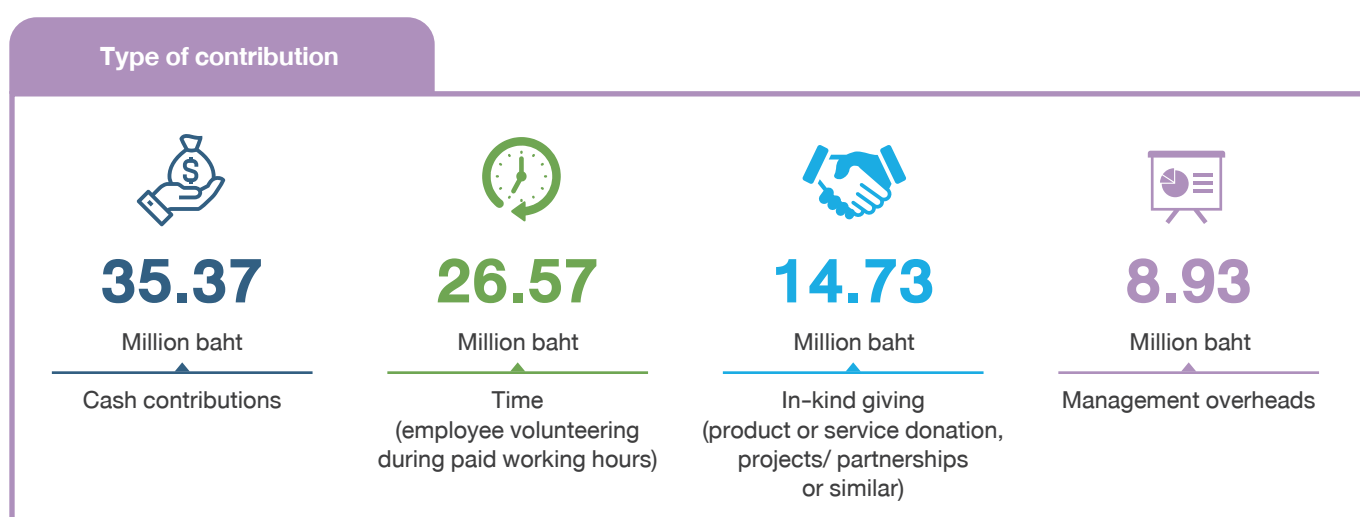 Type of contribution
$
35.37
Million baht
Cash contributions
26.57
Million baht
Time
(employee volunteering
during paid working hours)
14.73
Million baht
In-kind giving
(product or service donation,
projects/ partnerships
or similar)
8.93
Million baht
Management overheads